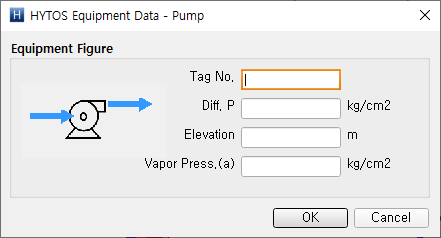 H HYTOS Equipment Data - Pump
Equipment Figure
Tag No.
Diff. P kg/cm2
Elevation m
Vapor Press.(a) kg/cm2
OK Cancel